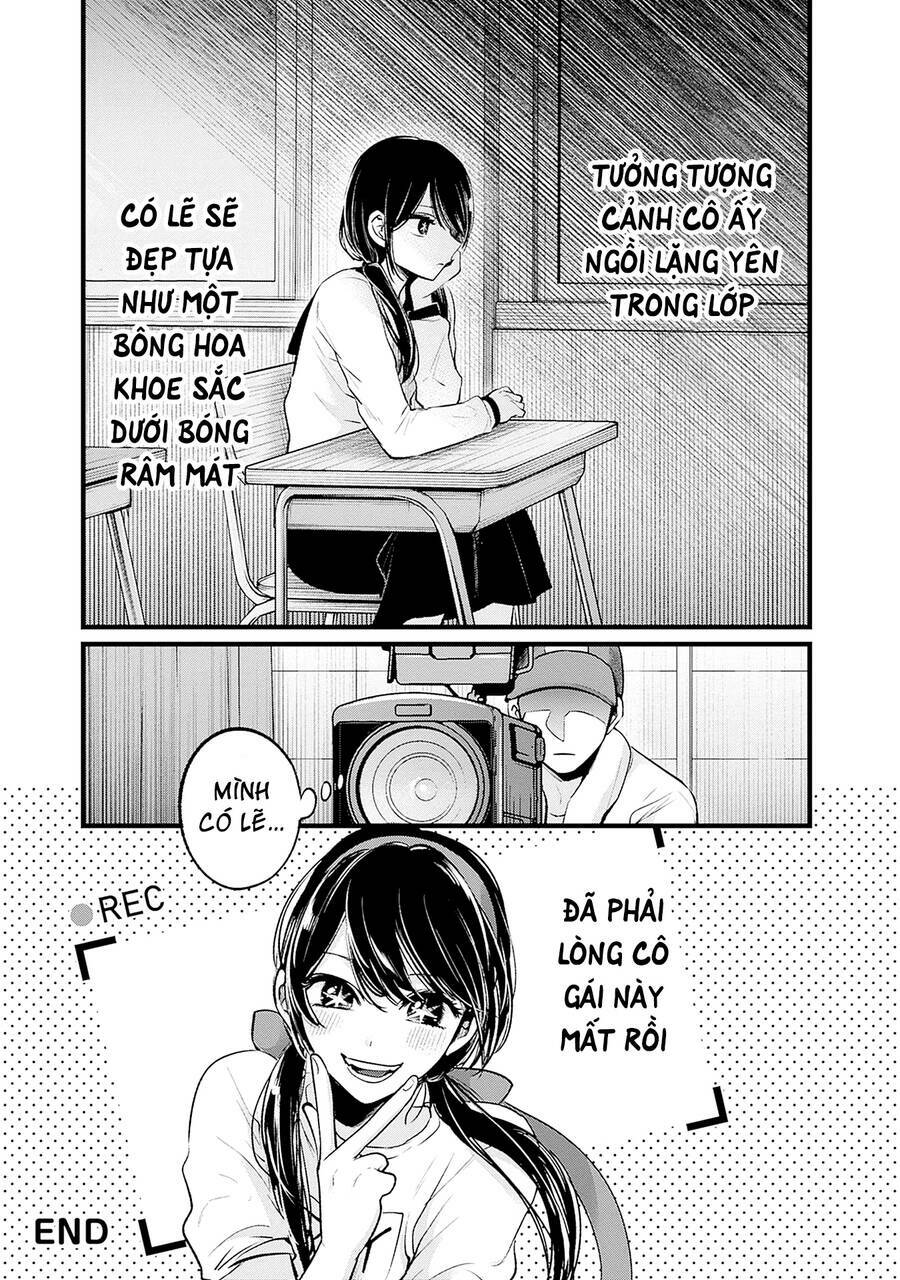 TƯỞNG TƯỢNG
CẢNH CÔ ẤY
NGỒI LẶNG YÊN
TRONG LỚP
CÓ LẼ SẼ
ĐẸP TỰA
NHƯ MỘT
BÔNG HOA
KHOE SẮC
DƯỚI BÓNG
RÂM MÁT
MÌNH
CÓ LẼ...
REC
ĐÃ PHẢI
LÒNG CÔ
GÁI NÀY
MẤT RỒI
END